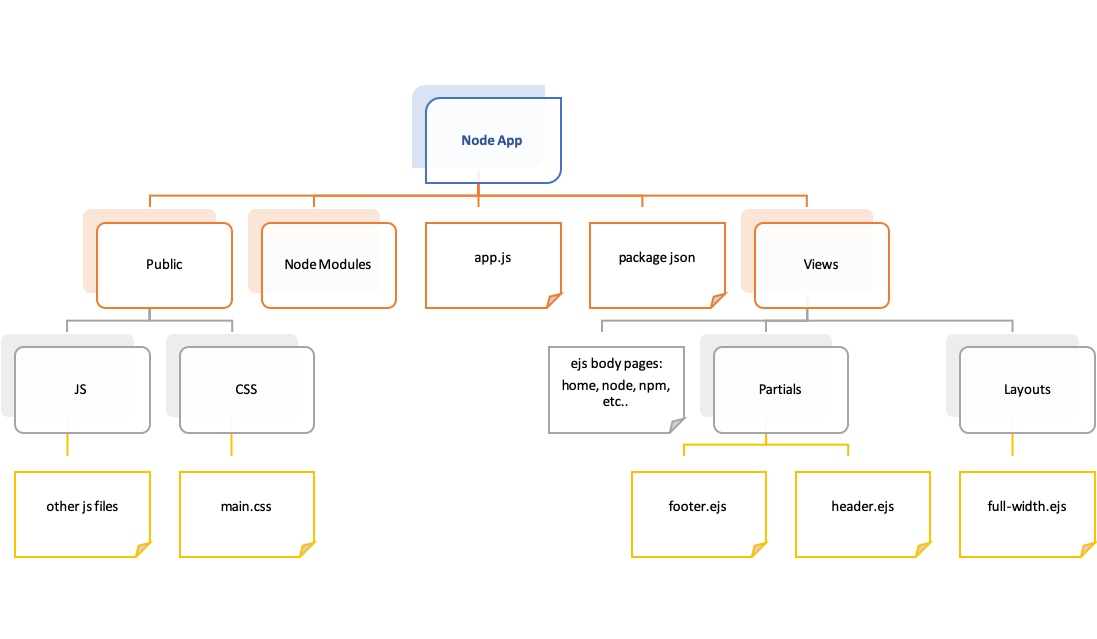 Node App
Public
Node Modules
app.js
package json
Views
JS
CSS
ejs body pages:
home, node, npm,
etc..
Partials
Layouts
other js files
main.css
footer.ejs
header.ejs
full-width.ejs